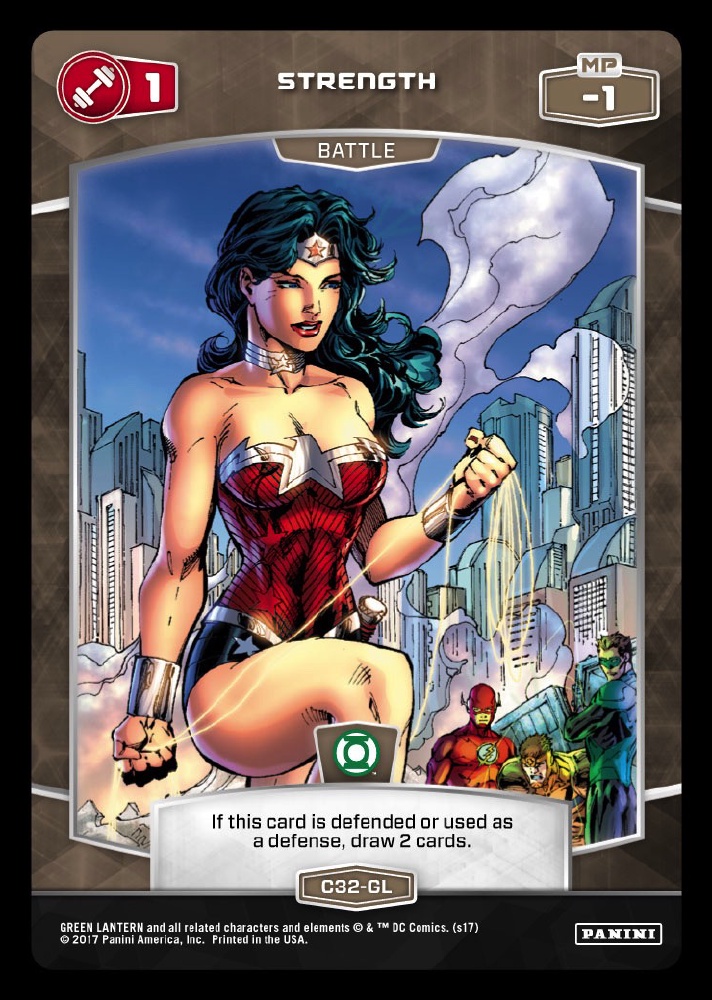 1
STRENGTH
MP
-1
BATTLE
If this card is defended or used as
a defense, draw 2 cards.
C32-GL
GREEN LANTERN and all related characters and elements © & ™ DC Comics. (s17)
© 2017 Panini America, Inc. Printed in the USA.
PANINI